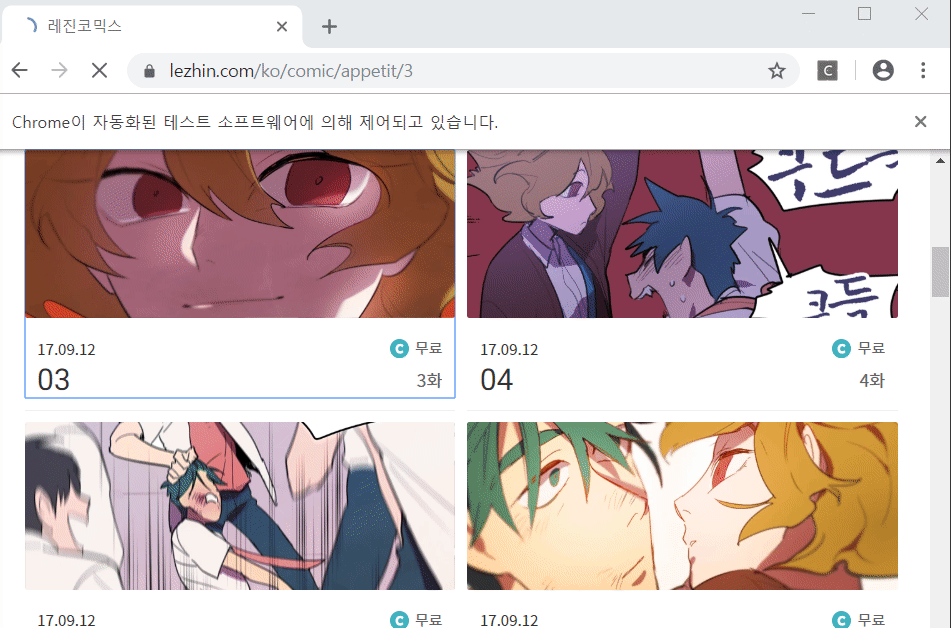 레진코믹스
lezhin.com/ko/comic/appetit/3
C
Chrome이 자동화된 테스트 소프트웨어에 의해 제어되고 있습니다.
17.09.12 C 무료
03 3화
17.09.12 C 무료
04 4화
17.09.12 C 무료
17.09.12 C 무료